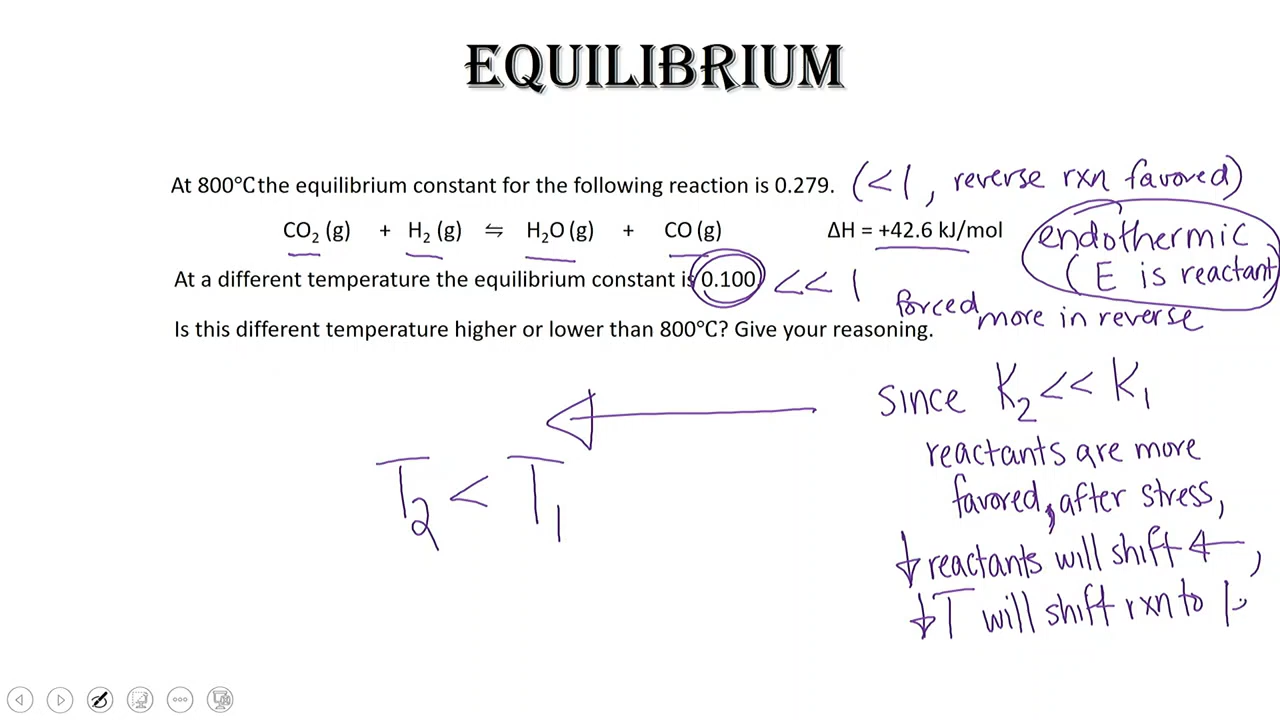 EQUILIBRIUM
At 800°C the equilibrium constant for the following reaction is 0.279. (<1, reverse rxn favored)
CO₂ (g) + H₂ (g) ⇋ H₂O (g) + CO (g) ΔH = +42.6 kJ/mol
endothermic
(E is reactant)
At a different temperature the equilibrium constant is 0.100 << 1
forced more in reverse
Is this different temperature higher or lower than 800°C? Give your reasoning.
since K₂ << K₁
reactants are more
favored, after stress,
↓ reactants will shift ←,
↓ T will shift rxn to
T₂ < T₁